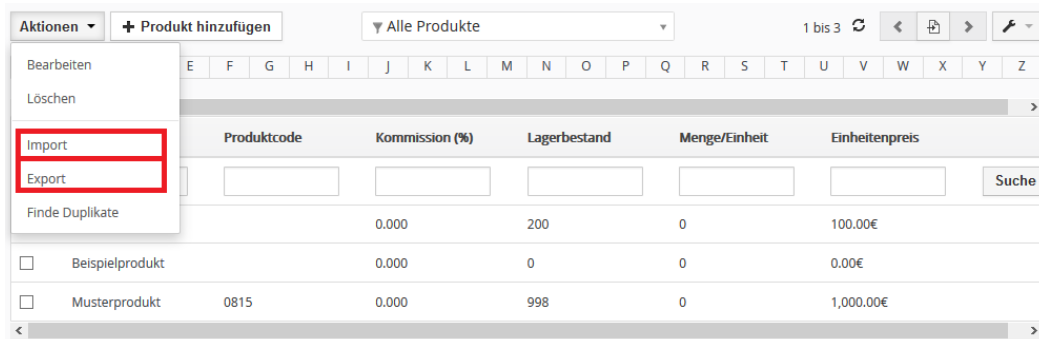 Aktionen + Produkt hinzufügen Alle Produkte 1 bis 3
Bearbeiten E F G H I J K L M N O P Q R S T U V W X Y Z
Löschen
Import Produktcode Kommission (%) Lagerbestand Menge/Einheit Einheitenpreis
Export Suche
Finde Duplikate
0.000 200 0 100.00€
Beispielprodukt 0.000 0 0 0.00€
Musterprodukt 0815 0.000 998 0 1,000.00€